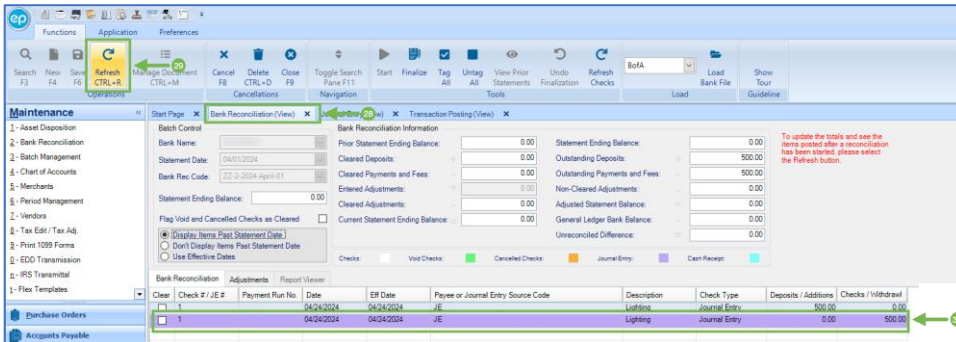 ep
Functions Application Preferences
Search New Save Refresh Manage Document Cancel Delete Close Toggle Search Start Finalize Tag Untag View Prior Undo Refresh BofA Load Show
F3 F4 F6 CTRL+R CTRL+M F8 CTRL+D F9 Pane F11 All All Statements Finalization Checks Bank File Tour
Operations Cancellations Navigation Tools Load Guideline
29
Maintenance «
Start Page X Bank Reconciliation (View) X 28 X Transaction Posting (View) X
1 - Asset Disposition
2 - Bank Reconciliation
3 - Batch Management
4 - Chart of Accounts
5 - Merchants
6 - Period Management
7 - Vendors
8 - Tax Edit / Tax Adj.
9 - Print 1099 Forms
0 - EDD Transmission
n - IRS Transmittal
t - Flex Templates
Purchase Orders
Accounts Payable
Batch Control
Bank Name:
Statement Date: 04/01/2024
Bank Rec Code: ZZ-2-2024-April-01
Statement Ending Balance: 0.00
Flag Void and Cancelled Checks as Cleared
Display Items Past Statement Date
Don't Display Items Past Statement Date
Use Effective Dates
Bank Reconciliation Information
Prior Statement Ending Balance: 0.00 Statement Ending Balance: 0.00
Cleared Deposits: + 0.00 Outstanding Deposits: + 500.00
Cleared Payments and Fees: - 0.00 Outstanding Payments and Fees: - 500.00
Entered Adjustments: + 0.00 Non-Cleared Adjustments: 0.00
Cleared Adjustments: 0.00 Adjusted Statement Balance: = 0.00
Current Statement Ending Balance: = 0.00 General Ledger Bank Balance: 0.00
Unreconciled Difference: = 0.00
Checks: Void Checks: Cancelled Checks: Journal Entry: Cash Receipt:
To update the totals and see the
items posted after a reconciliation
has been started, please select
the Refresh button.
Bank Reconciliation Adjustments Report Viewer
Clear Check # / JE # Payment Run No. Date Eff Date Payee or Journal Entry Source Code Description Check Type Deposits / Additions Checks / Withdrawl
1 04/24/2024 04/24/2024 JE Lighting Journal Entry 500.00 0.00
1 04/24/2024 04/24/2024 JE Lighting Journal Entry 0.00 500.00